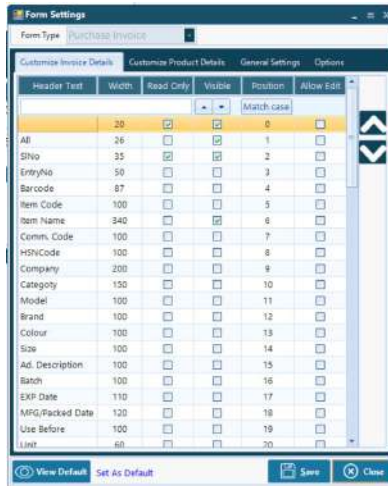 Form Settings
Form Type Purchase Invoice
Customize Invoice Details Customize Product Details General Settings Options
Header Text Width Read Only Visible Position Allow Edit
Match case
20 0
All 26 1
SlNo 35 2
EntryNo 50 3
Barcode 87 4
Item Code 100 5
Item Name 340 6
Comm. Code 100 7
HSNCode 100 8
Company 200 9
Categoty 150 10
Model 100 11
Brand 100 12
Colour 100 13
Size 100 14
Ad. Description 100 15
Batch 100 16
EXP Date 110 17
MFG/Packed Date 120 18
Use Before 100 19
Unit 60 20
View Default Set As Default Save Close